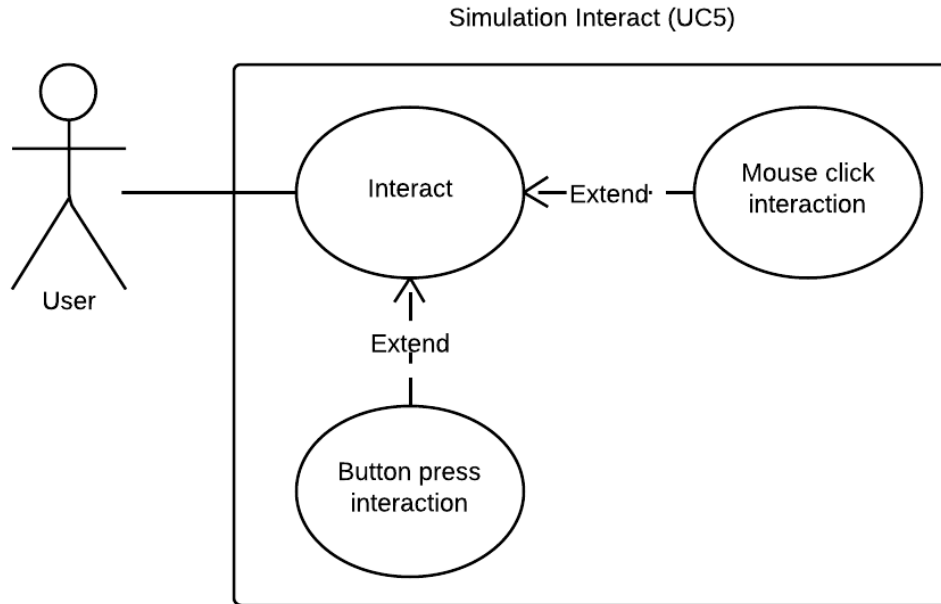 Simulation Interact (UC5)
Interact
Extend
Mouse click
interaction
User
Extend
Button press
interaction